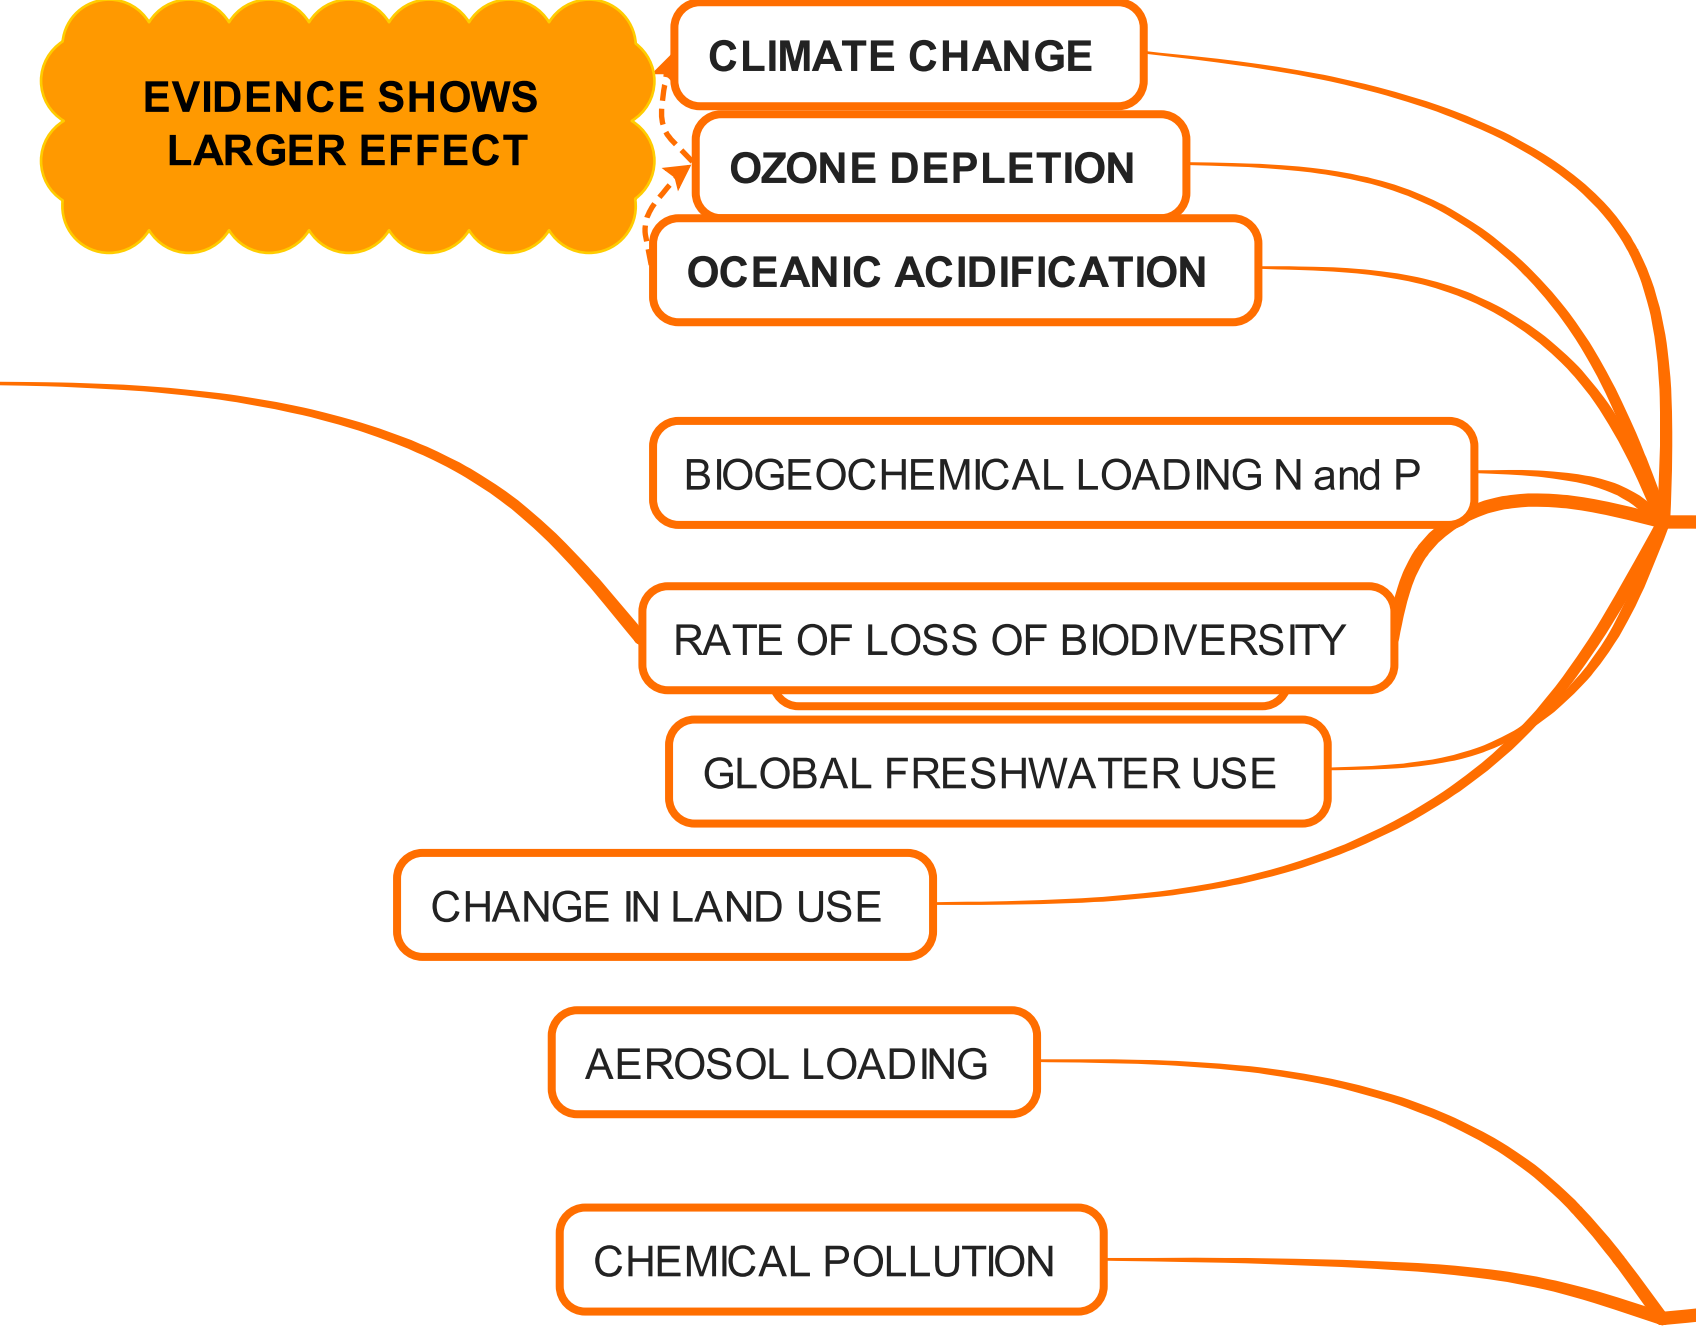 EVIDENCE SHOWS
LARGER EFFECT
CLIMATE CHANGE
OZONE DEPLETION
OCEANIC ACIDIFICATION
BIOGEOCHEMICAL LOADING N and P
RATE OF LOSS OF BIODIVERSITY
GLOBAL FRESHWATER USE
CHANGE IN LAND USE
AEROSOL LOADING
CHEMICAL POLLUTION